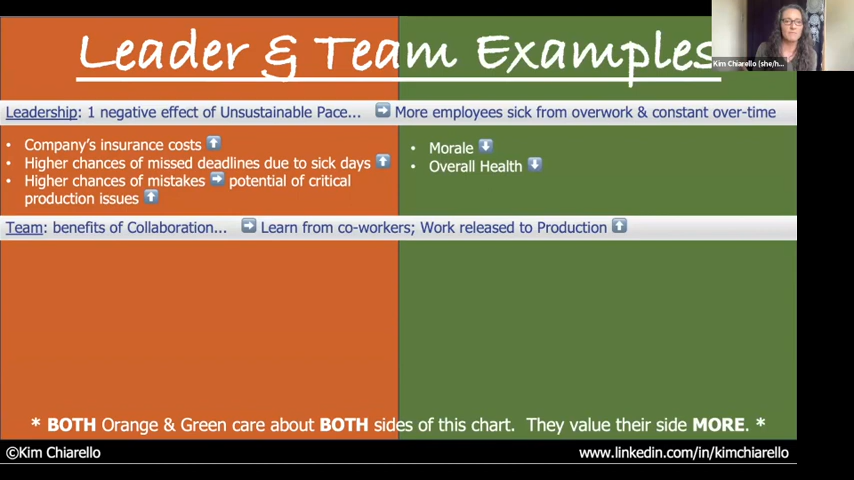 Leader & Team Examples
Kim Chiarello (she/h...
Leadership: 1 negative effect of Unsustainable Pace... ➡ More employees sick from overwork & constant over-time
• Company's insurance costs ⬆
• Higher chances of missed deadlines due to sick days ⬆
• Higher chances of mistakes ➡ potential of critical
production issues ⬆
• Morale ⬇
• Overall Health ⬇
Team: benefits of Collaboration... ➡ Learn from co-workers; Work released to Production ⬆
* BOTH Orange & Green care about BOTH sides of this chart. They value their side MORE. *
©Kim Chiarello
www.linkedin.com/in/kimchiarello